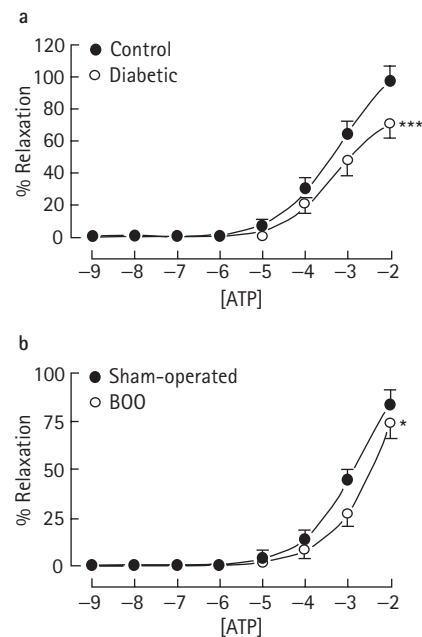 a
Control
Diabetic
% Relaxation
120
100
80
60
40
20
0
–9 –8 –7 –6 –5 –4 –3 –2
[ATP]
***
b
Sham-operated
BOO
% Relaxation
100
75
50
25
0
–9 –8 –7 –6 –5 –4 –3 –2
[ATP]
*